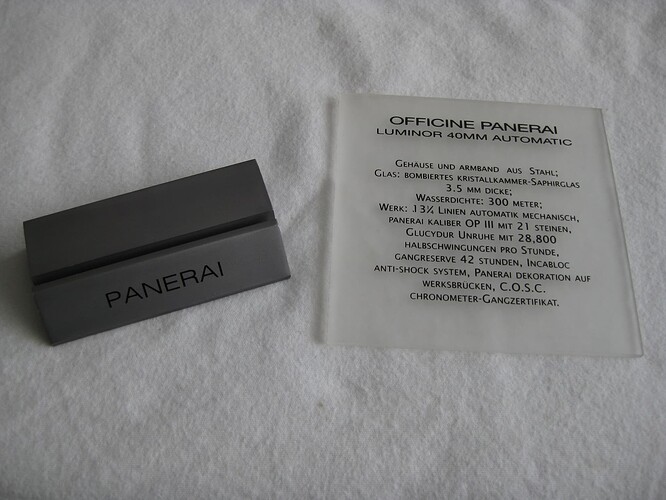 PANERAI
OFFICINE PANERAI
LUMINOR 40MM AUTOMATIC
GEHÄUSE UND ARMBAND AUS STAHL;
GLAS: BOMBIERTES KRISTALLKAMMER-SAPHIRGLAS
3.5 MM DICKE;
WASSERDICHTE: 300 METER;
WERK: 13¼ LINIEN AUTOMATIK MECHANISCH,
PANERAI KALIBER OP III MIT 21 STEINEN,
GLUCYDUR UNRUHE MIT 28,800
HALBSCHWINGUNGEN PRO STUNDE,
GANGRESERVE 42 STUNDEN, INCABLOC
ANTI-SHOCK SYSTEM, PANERAI DEKORATION AUF
WERKSBRÜCKEN, C.O.S.C.
CHRONOMETER-GANGZERTIFIKAT.